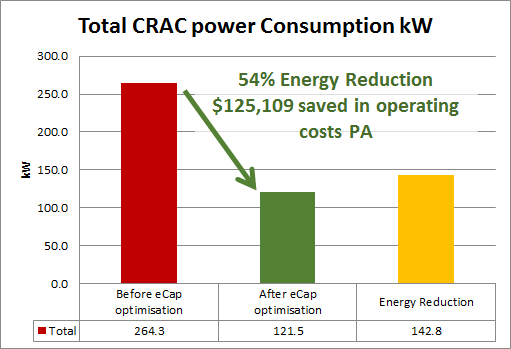 Total CRAC power Consumption kW
300.0
250.0
200.0
150.0
100.0
50.0
0.0
kW
54% Energy Reduction
$125,109 saved in operating
costs PA
Before eCap
optimisation
After eCap
optimisation
Energy Reduction
Total 264.3 121.5 142.8